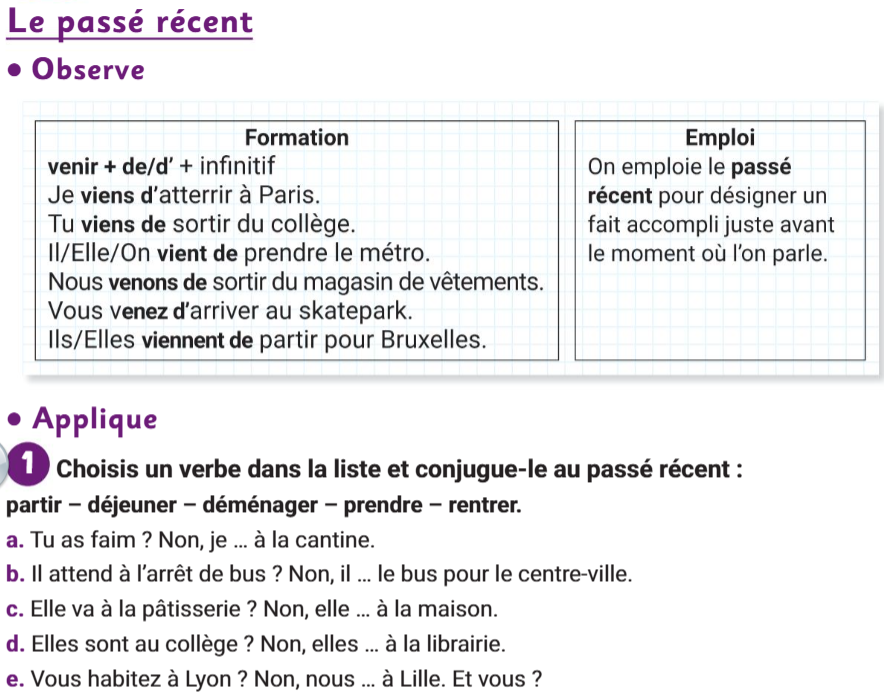 Le passé récent
• Observe
Formation
venir + de/d’ + infinitif
Je viens d’atterrir à Paris.
Tu viens de sortir du collège.
Il/Elle/On vient de prendre le métro.
Nous venons de sortir du magasin de vêtements.
Vous venez d’arriver au skatepark.
Ils/Elles viennent de partir pour Bruxelles.
Emploi
On emploie le passé
récent pour désigner un
fait accompli juste avant
le moment où l’on parle.
• Applique
1 Choisis un verbe dans la liste et conjugue-le au passé récent :
partir – déjeuner – déménager – prendre – rentrer.
a. Tu as faim ? Non, je ... à la cantine.
b. Il attend à l’arrêt de bus ? Non, il ... le bus pour le centre-ville.
c. Elle va à la pâtisserie ? Non, elle ... à la maison.
d. Elles sont au collège ? Non, elles ... à la librairie.
e. Vous habitez à Lyon ? Non, nous ... à Lille. Et vous ?